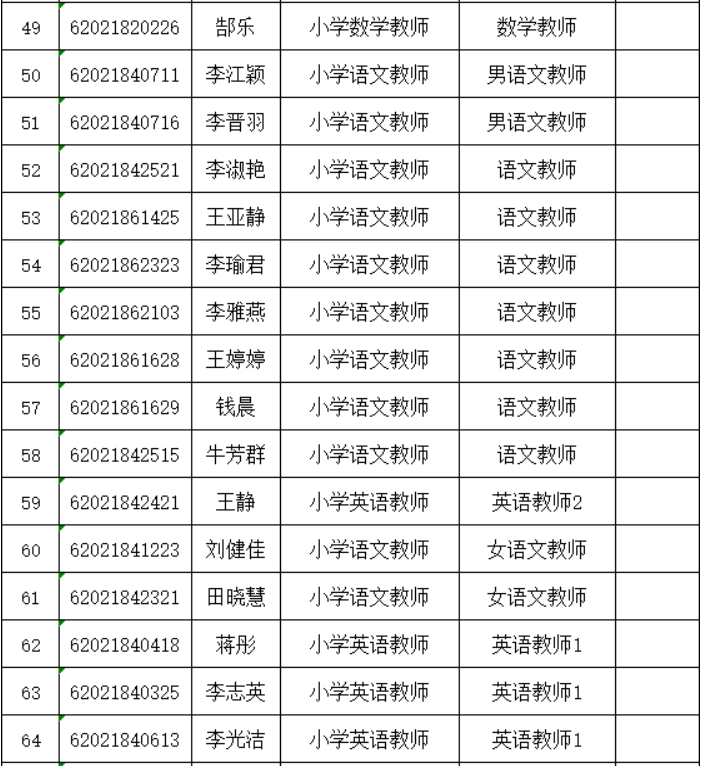 49 62021820226 郜乐 小学数学教师 数学教师
50 62021840711 李江颖 小学语文教师 男语文教师
51 62021840716 李晋羽 小学语文教师 男语文教师
52 62021842521 李淑艳 小学语文教师 语文教师
53 62021861425 王亚静 小学语文教师 语文教师
54 62021862323 李瑜君 小学语文教师 语文教师
55 62021862103 李雅燕 小学语文教师 语文教师
56 62021861628 王婷婷 小学语文教师 语文教师
57 62021861629 钱晨 小学语文教师 语文教师
58 62021842515 牛芳群 小学语文教师 语文教师
59 62021842421 王静 小学英语教师 英语教师2
60 62021841223 刘健佳 小学语文教师 女语文教师
61 62021842321 田晓慧 小学语文教师 女语文教师
62 62021840418 蒋彤 小学英语教师 英语教师1
63 62021840325 李志英 小学英语教师 英语教师1
64 62021840613 李光洁 小学英语教师 英语教师1